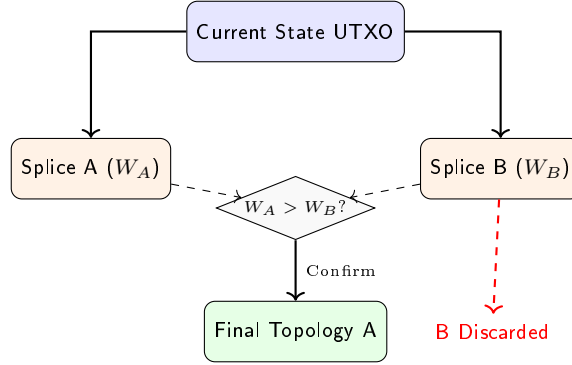 Current State UTXO
Splice A (W_A)
Splice B (W_B)
W_A > W_B?
Confirm
Final Topology A
B Discarded